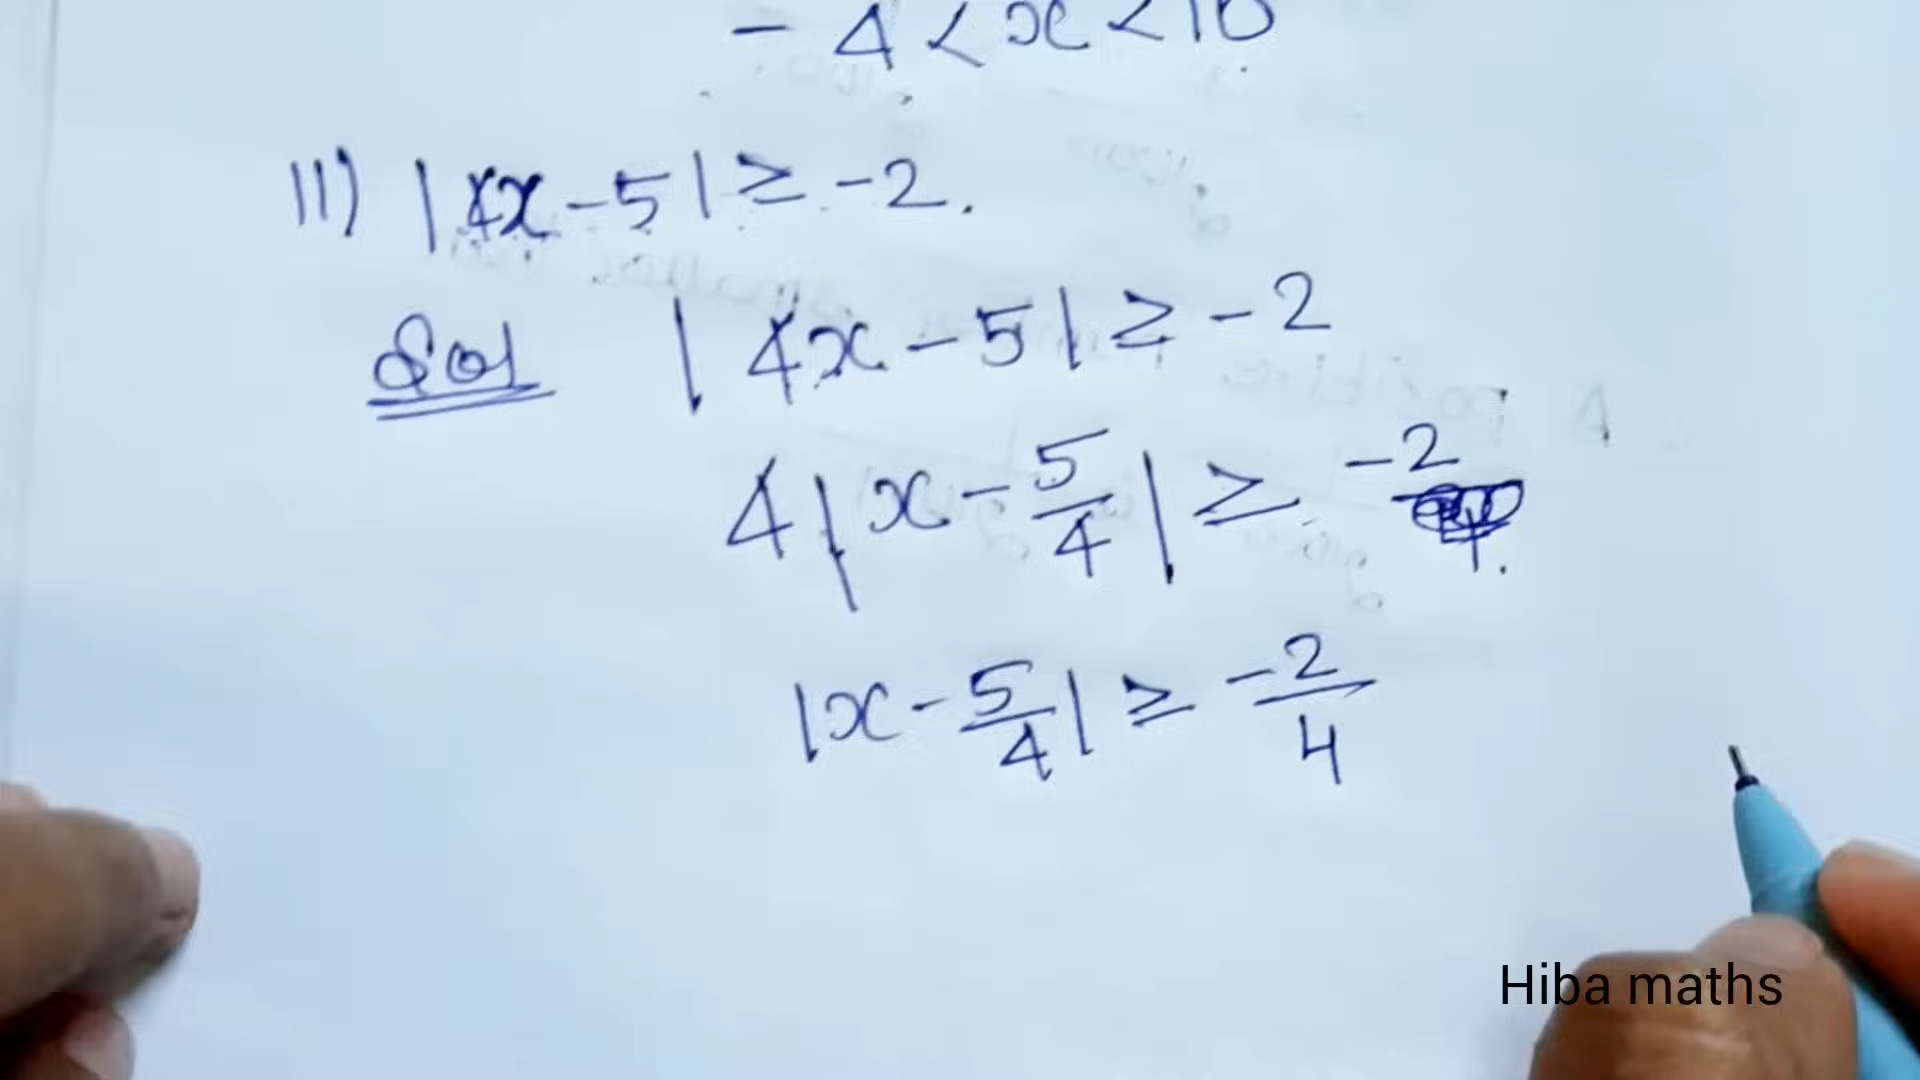 - 4 < x < 10
11) |4x - 5| ≥ -2.
Sol |4x - 5| ≥ -2
4|x - 5/4| ≥ -2/4.
|x - 5/4| ≥ -2/4
Hiba maths